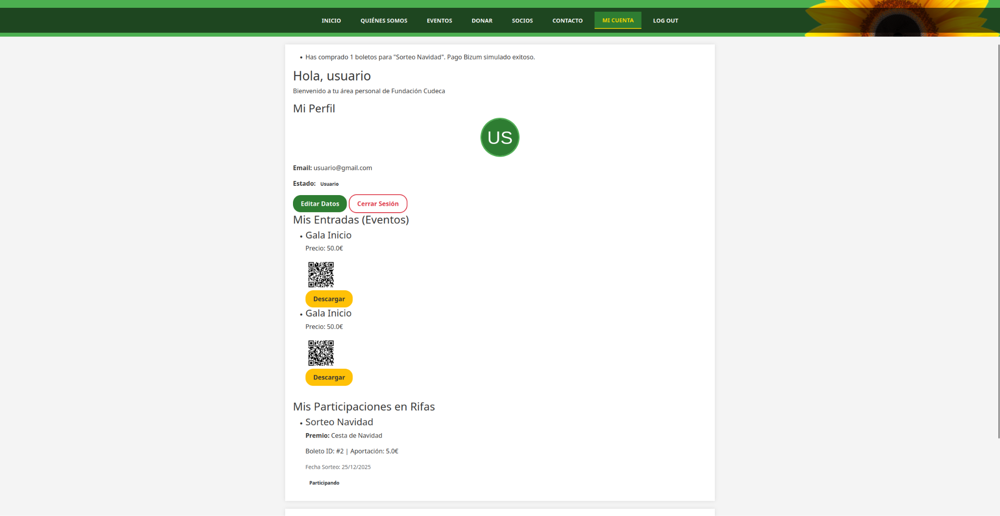 INICIO QUIÉNES SOMOS EVENTOS DONAR SOCIOS CONTACTO MI CUENTA LOG OUT
Has comprado 1 boletos para "Sorteo Navidad". Pago Bizum simulado exitoso.
Hola, usuario
Bienvenido a tu área personal de Fundación Cudeca
Mi Perfil
US
Email: usuario@gmail.com
Estado: Usuario
Editar Datos Cerrar Sesión
Mis Entradas (Eventos)
Gala Inicio
Precio: 50.0€
Descargar
Gala Inicio
Precio: 50.0€
Descargar
Mis Participaciones en Rifas
Sorteo Navidad
Premio: Cesta de Navidad
Boleto ID: #2 | Aportación: 5.0€
Fecha Sorteo: 25/12/2025
Participando